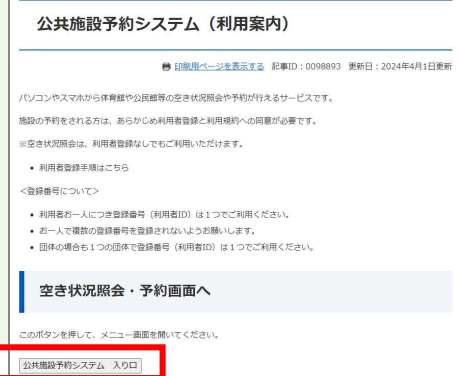 公共施設予約システム（利用案内）
印刷用ページを表示する 記事ID：0098893 更新日：2024年4月1日更新
パソコンやスマホから体育館や公民館等の空き状況照会や予約が行えるサービスです。
施設の予約をされる方は、あらかじめ利用者登録と利用規約への同意が必要です。
※空き状況照会は、利用者登録なしでもご利用いただけます。
• 利用者登録手順はこちら
<登録番号について>
• 利用者お一人につき登録番号（利用者ID）は１つでご利用ください。
• お一人で複数の登録番号を登録されないようお願いします。
• 団体の場合も１つの団体で登録番号（利用者ID）は１つでご利用ください。
空き状況照会・予約画面へ
このボタンを押して、メニュー画面を開いてください。
公共施設予約システム　入り口